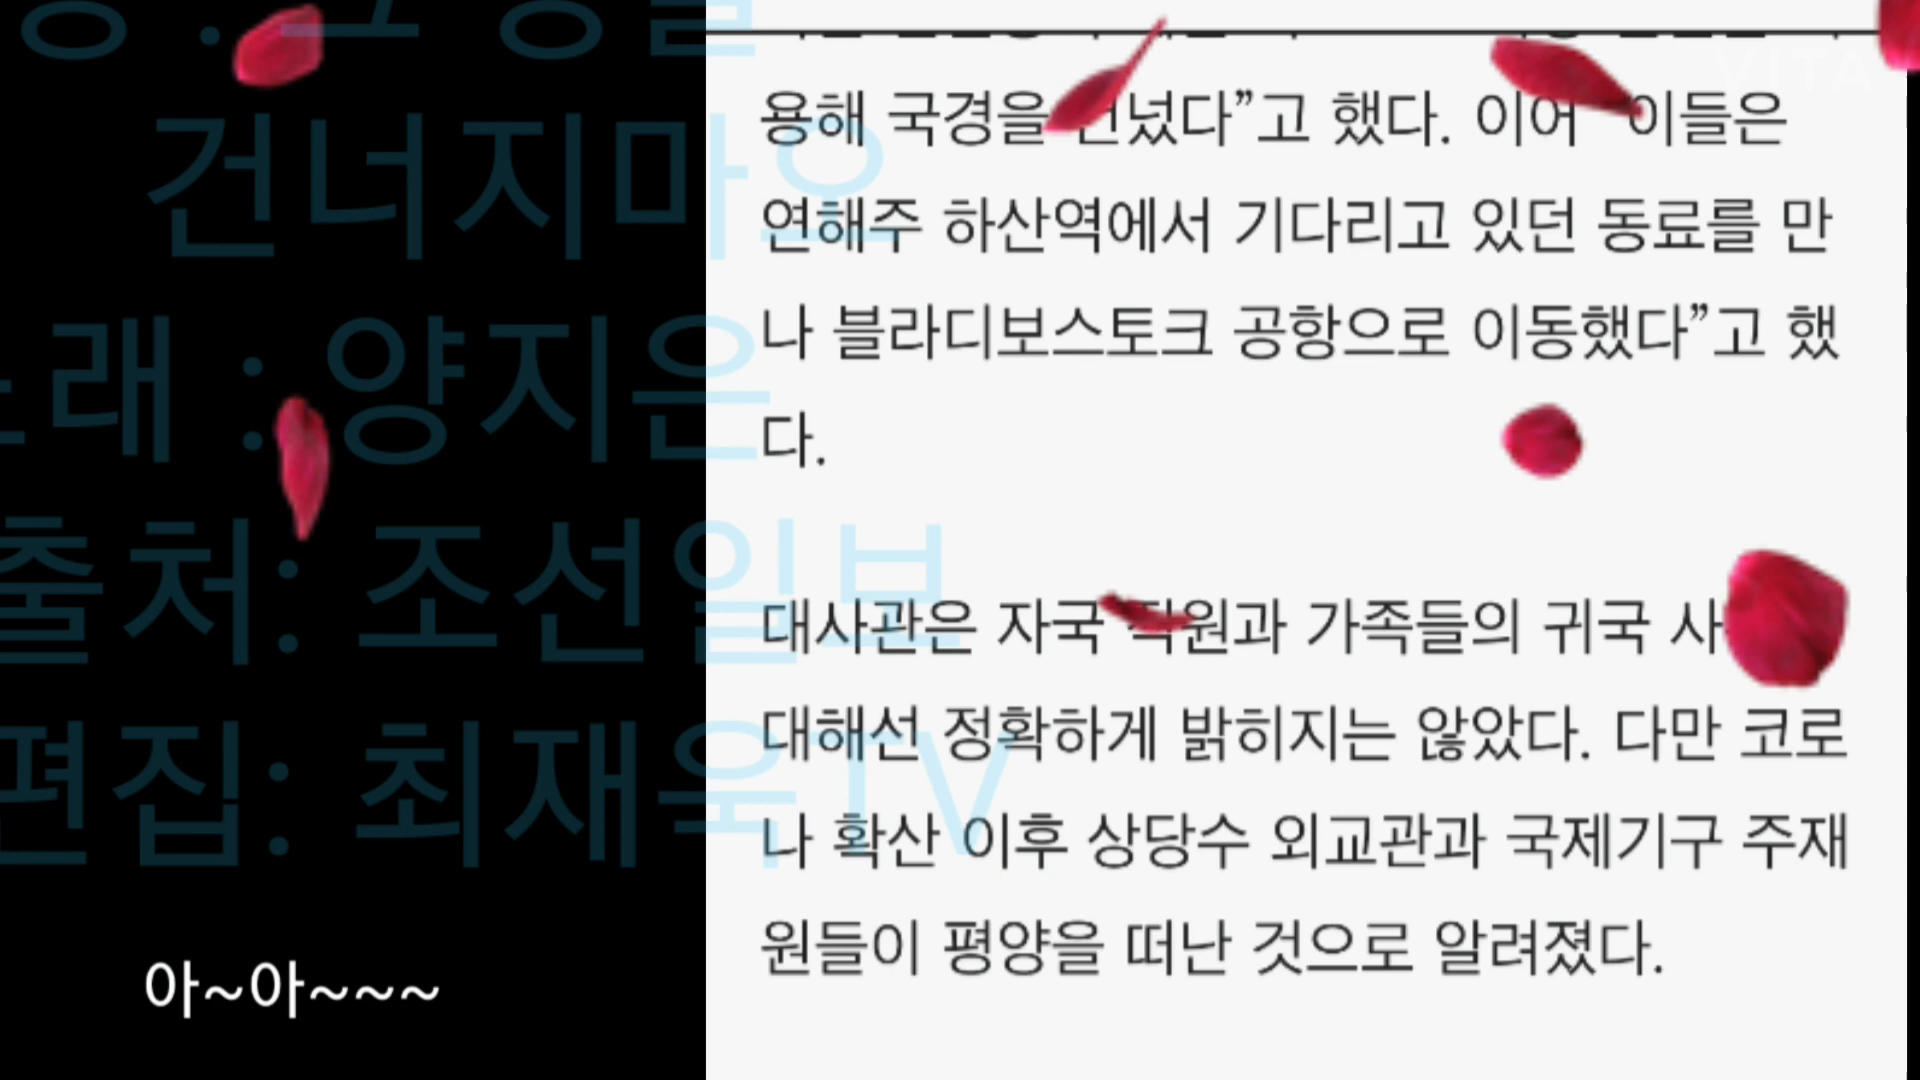 건너지마오
래 : 양지은
출처: 조선일보
편집: 최재욱TV
아~아~~~
VITA
용해 국경을 건넜다”고 했다. 이어 “이들은
연해주 하산역에서 기다리고 있던 동료를 만
나 블라디보스토크 공항으로 이동했다”고 했
다.
대사관은 자국 직원과 가족들의 귀국 사
대해선 정확하게 밝히지는 않았다. 다만 코로
나 확산 이후 상당수 외교관과 국제기구 주재
원들이 평양을 떠난 것으로 알려졌다.